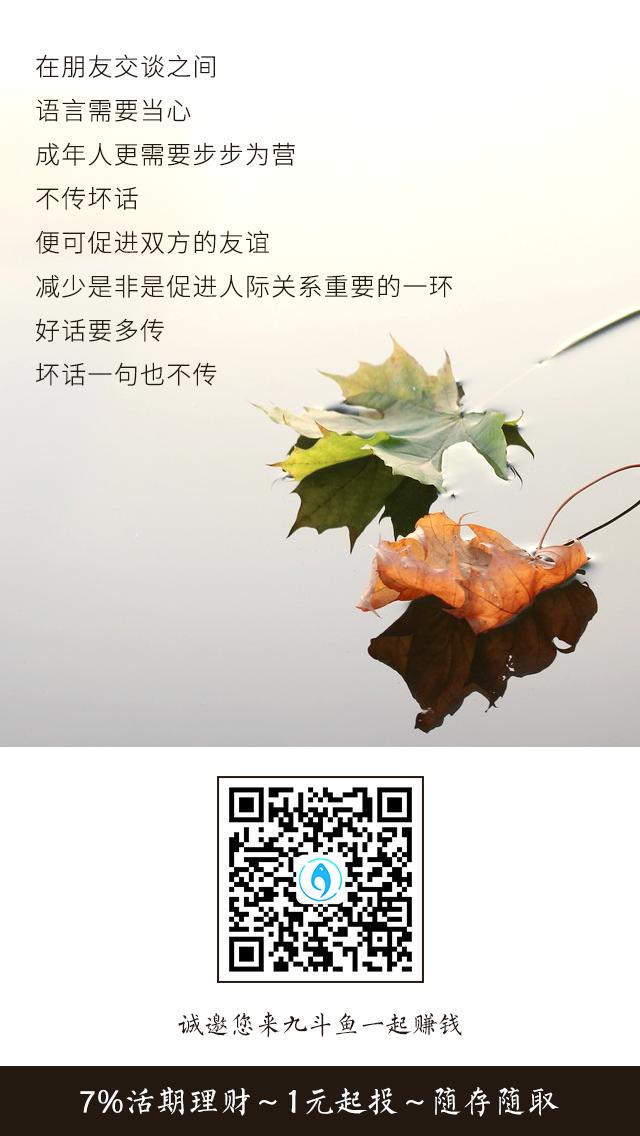 在朋友交谈之间
语言需要当心
成年人更需要步步为营
不传坏话
便可促进双方的友谊
减少是非是促进人际关系重要的一环
好话要多传
坏话一句也不传
诚邀您来九斗鱼一起赚钱
7%活期理财~1元起投~随存随取